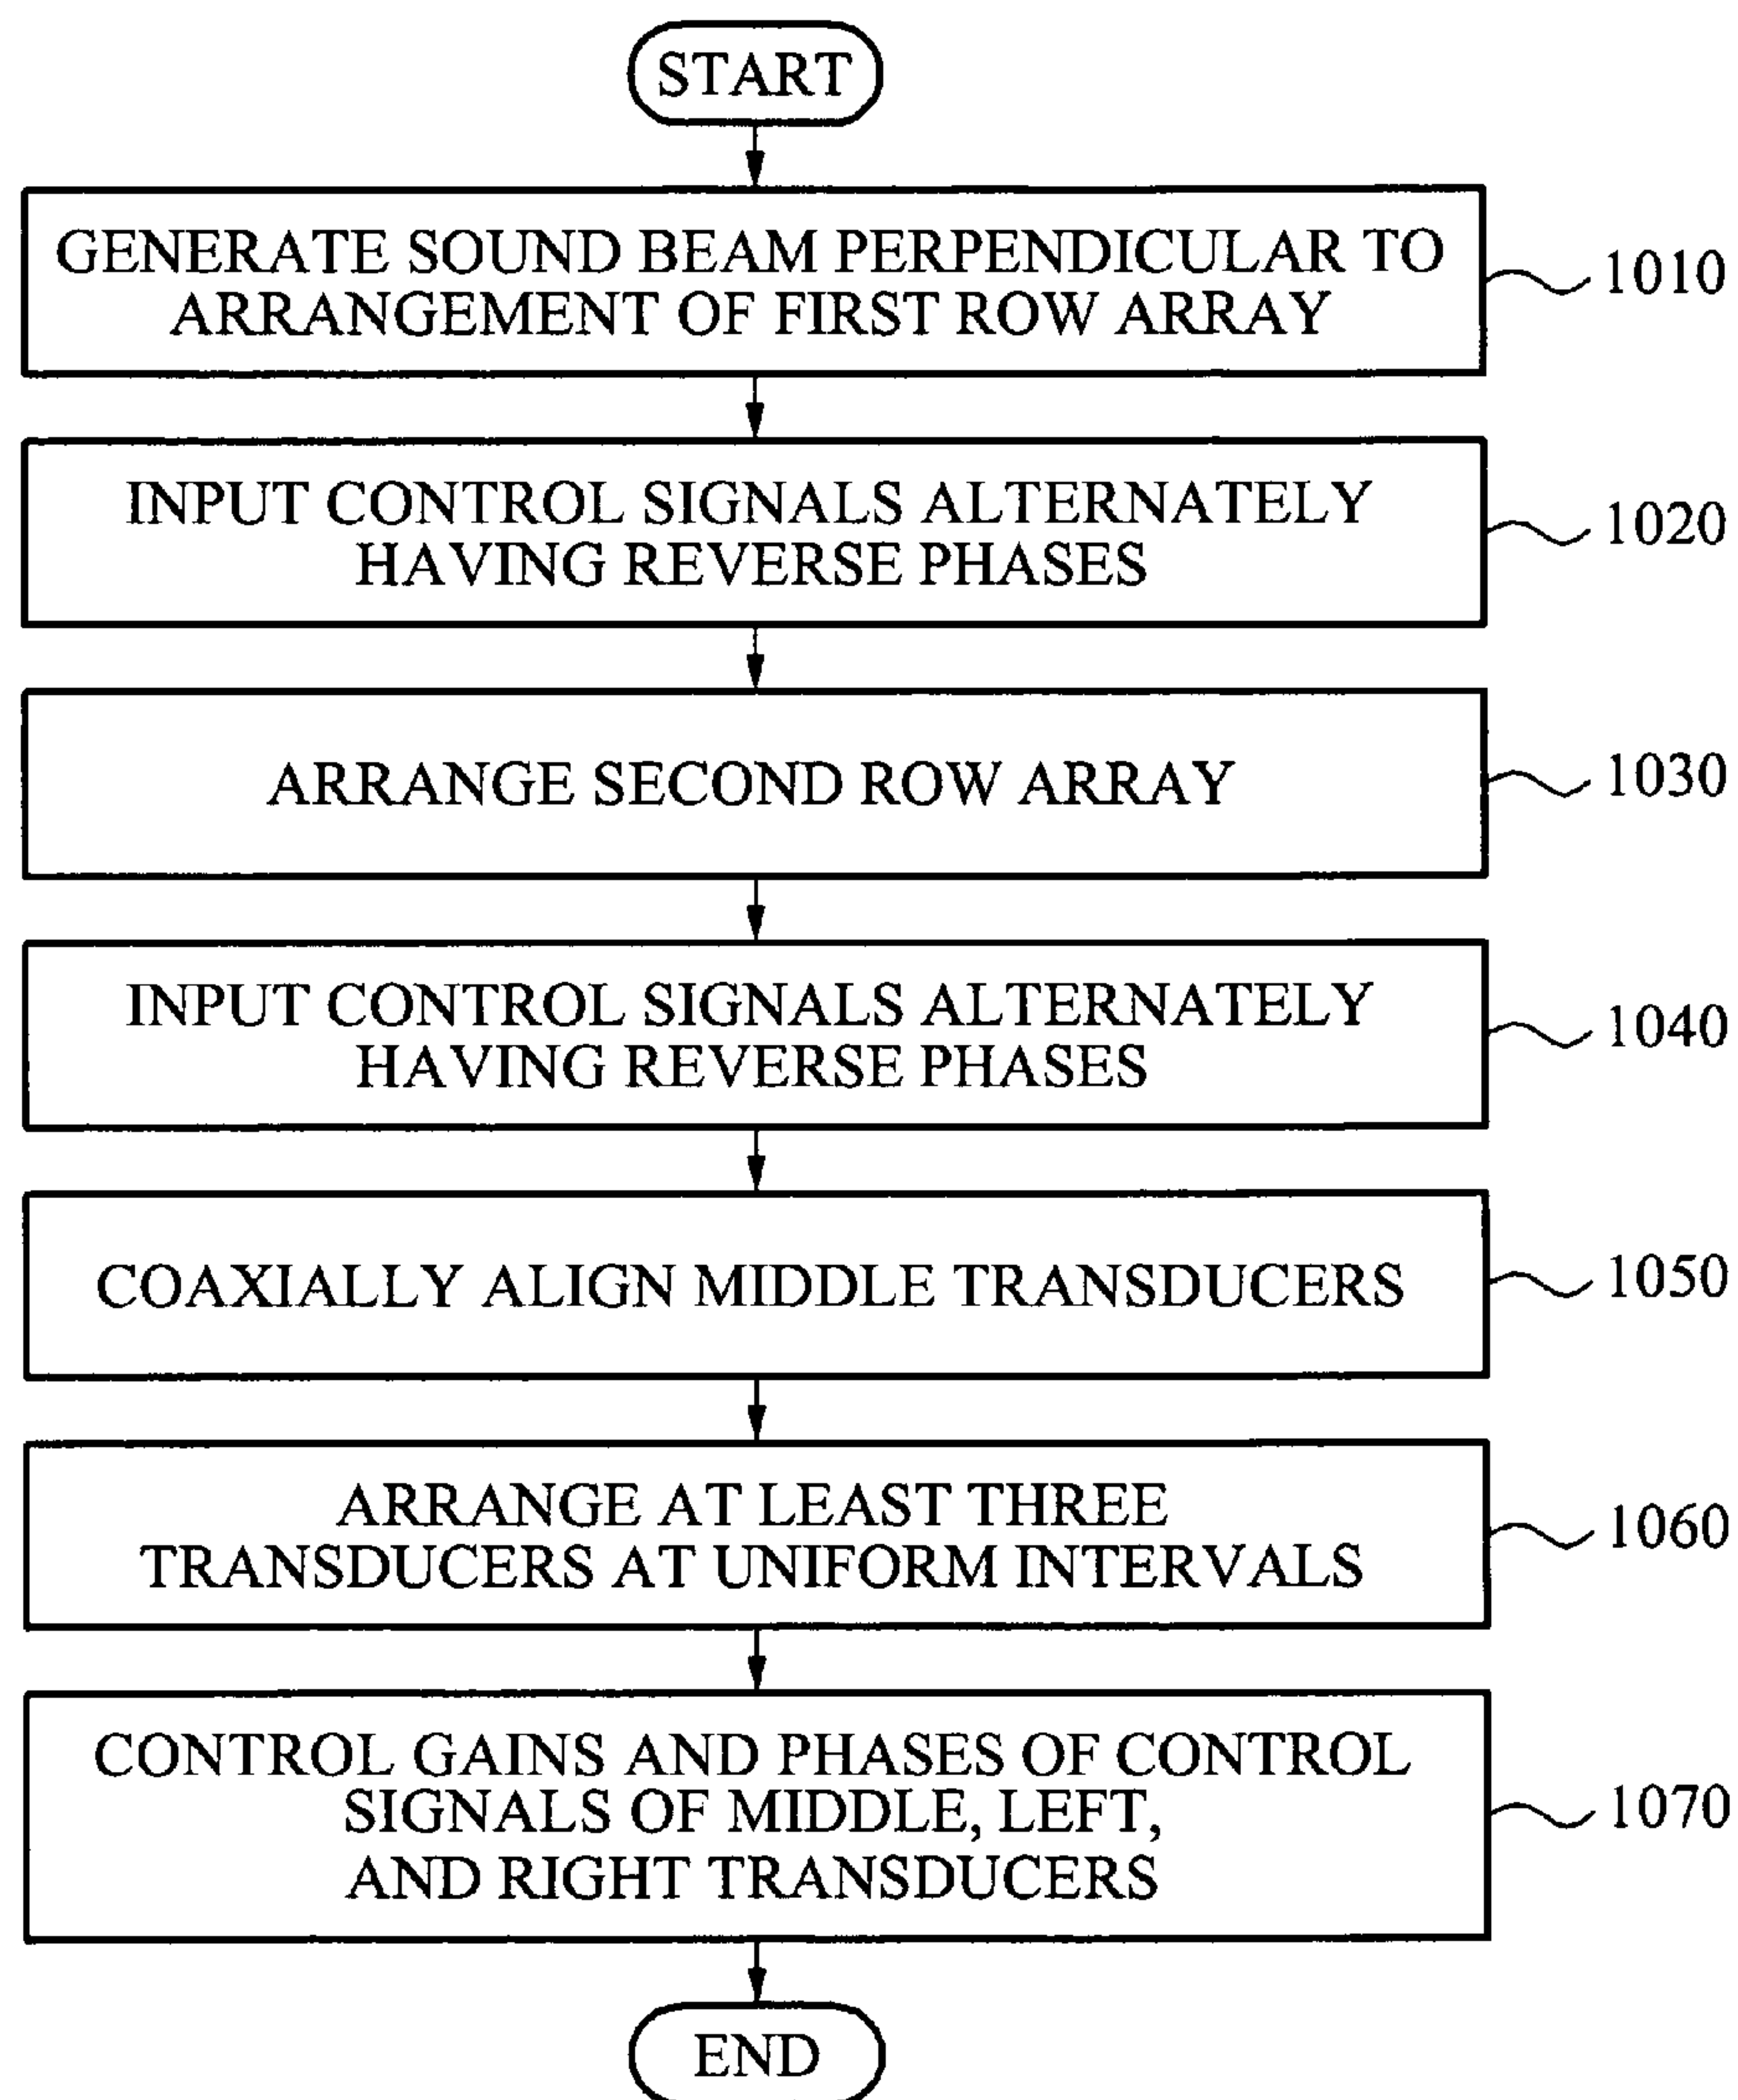 START
GENERATE SOUND BEAM PERPENDICULAR TO
ARRANGEMENT OF FIRST ROW ARRAY
1010
INPUT CONTROL SIGNALS ALTERNATELY
HAVING REVERSE PHASES
1020
ARRANGE SECOND ROW ARRAY
1030
INPUT CONTROL SIGNALS ALTERNATELY
HAVING REVERSE PHASES
1040
COAXIALLY ALIGN MIDDLE TRANSDUCERS
1050
ARRANGE AT LEAST THREE
TRANSDUCERS AT UNIFORM INTERVALS
1060
CONTROL GAINS AND PHASES OF CONTROL
SIGNALS OF MIDDLE, LEFT,
AND RIGHT TRANSDUCERS
1070
END